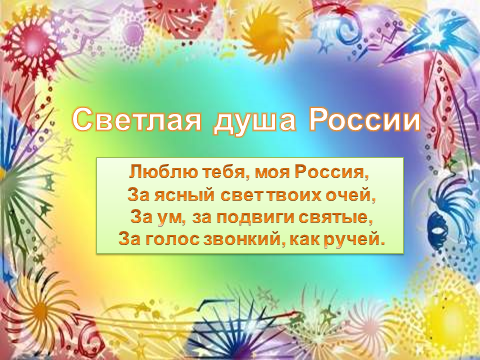 Светлая душа России
Люблю тебя, моя Россия,
За ясный свет твоих очей,
За ум, за подвиги святые,
За голос звонкий, как ручей.